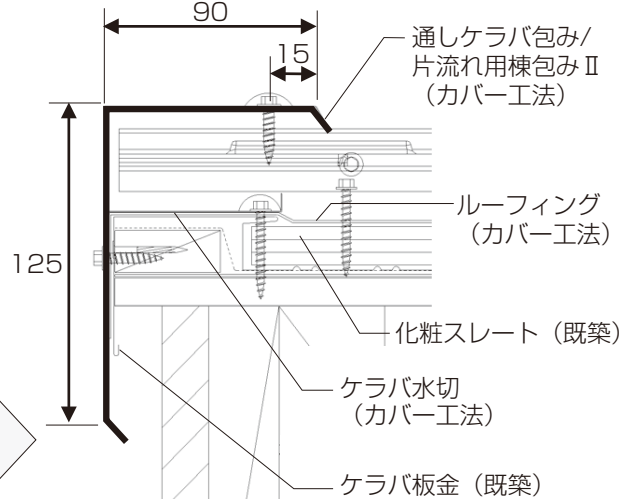 90
15
125
通しケラバ包み/
片流れ用棟包みⅡ
（カバー工法）
ルーフィング
（カバー工法）
化粧スレート（既築）
ケラバ水切
（カバー工法）
ケラバ板金（既築）